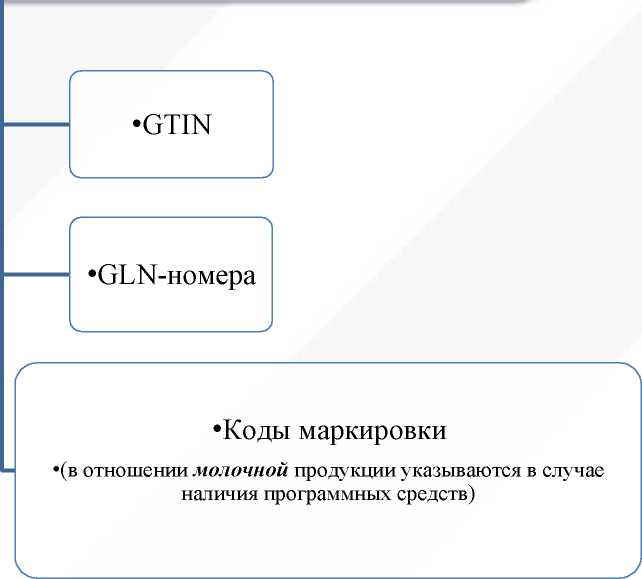 •GTIN
•GLN-номера
•Коды маркировки
•(в отношении молочной продукции указываются в случае
наличия программных средств)